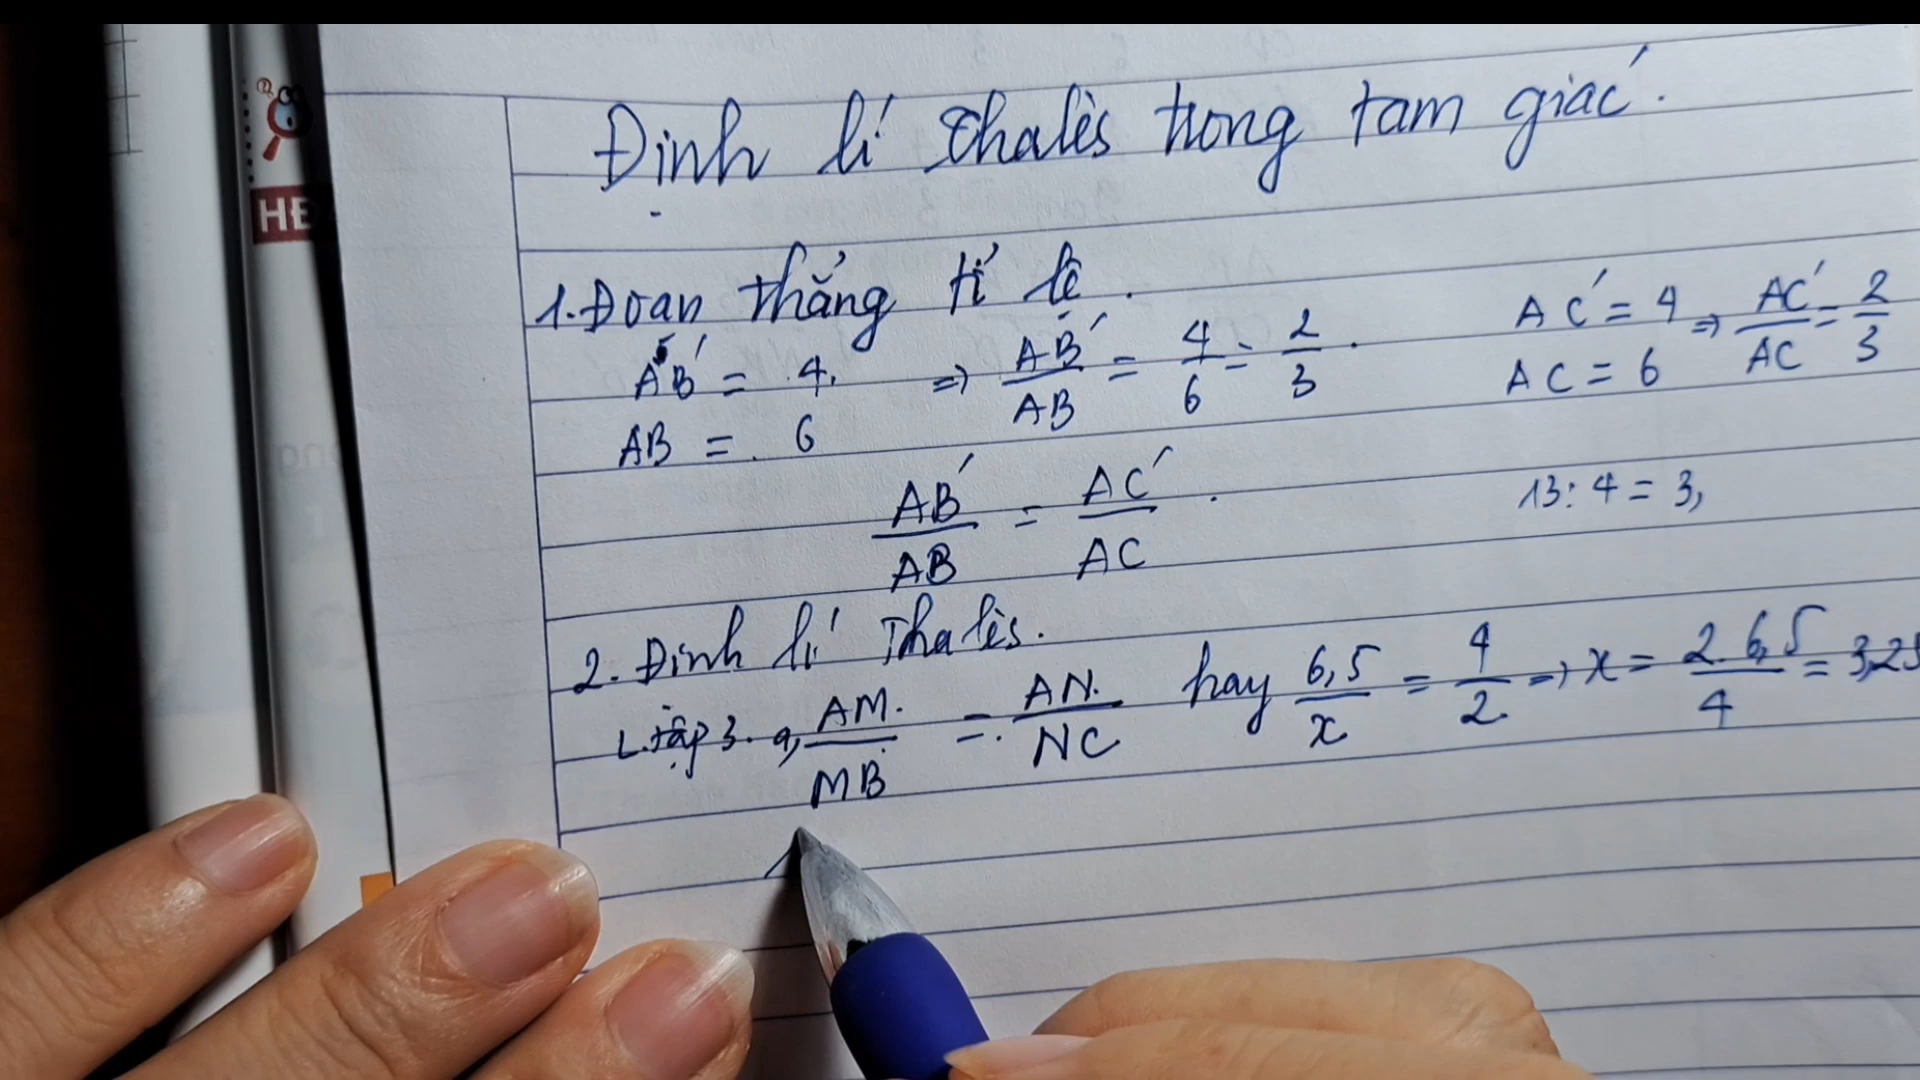 HĐ
Định lí Thalès trong tam giác.
1. Đoạn thẳng tỉ lệ.
AB' = 4. => AB'/AB = 4/6 = 2/3. AC' = 4 => AC'/AC = 2/3
AB = 6 AC = 6
AB'/AB = AC'/AC. 13 : 4 = 3,
2. Định lí Thalès.
L.tập 3. a, AM/MB = AN/NC hay 6,5/x = 4/2 => x = 2.6,5/4 = 3,25